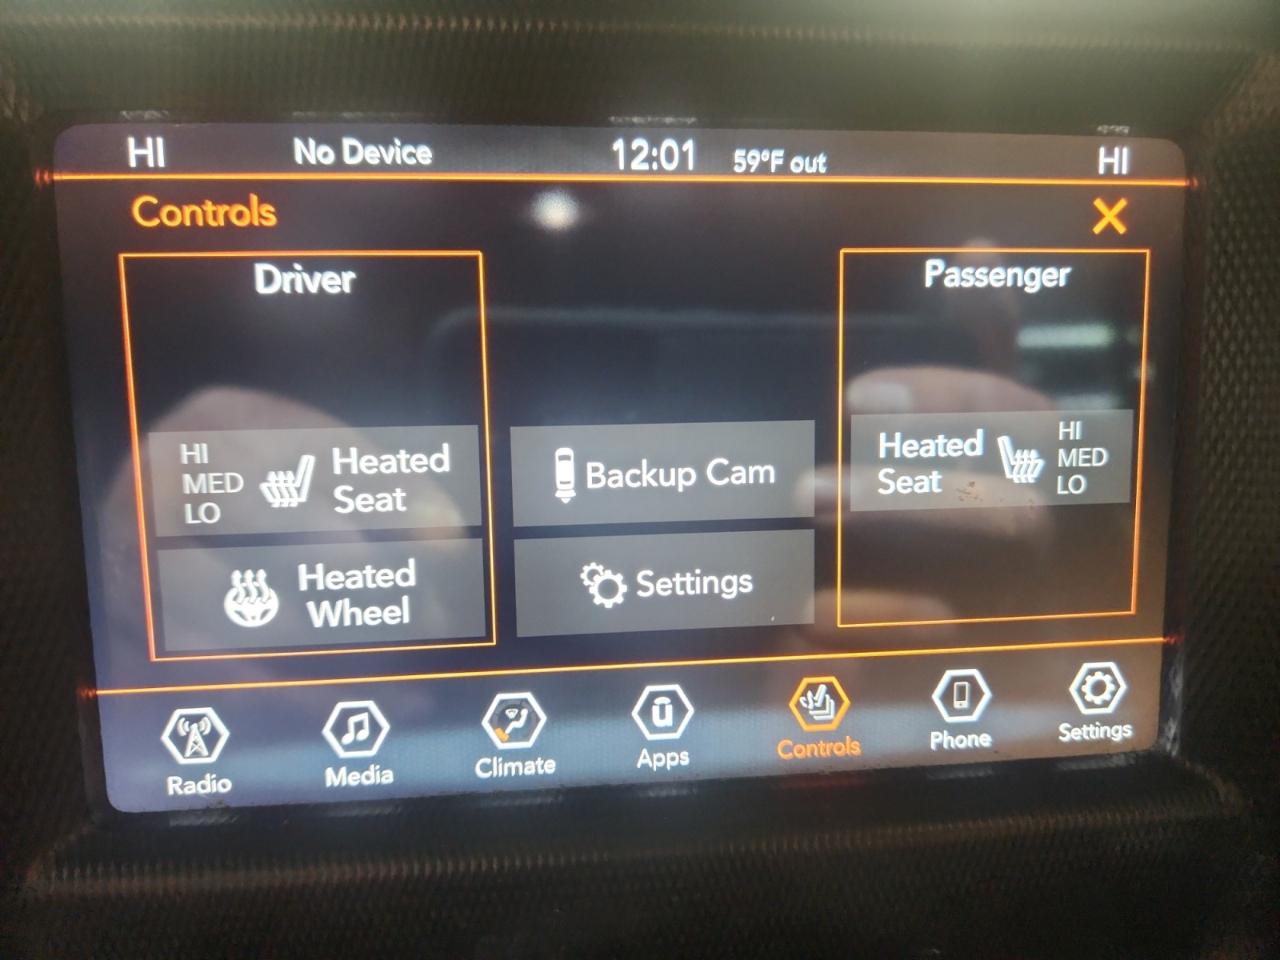 HI No Device 12:01 59°F out HI
Controls X
Driver
HI
MED
LO
Heated
Seat
Heated
Wheel
Backup Cam
Settings
Passenger
Heated
Seat
HI
MED
LO
Radio Media Climate Apps Controls Phone Settings